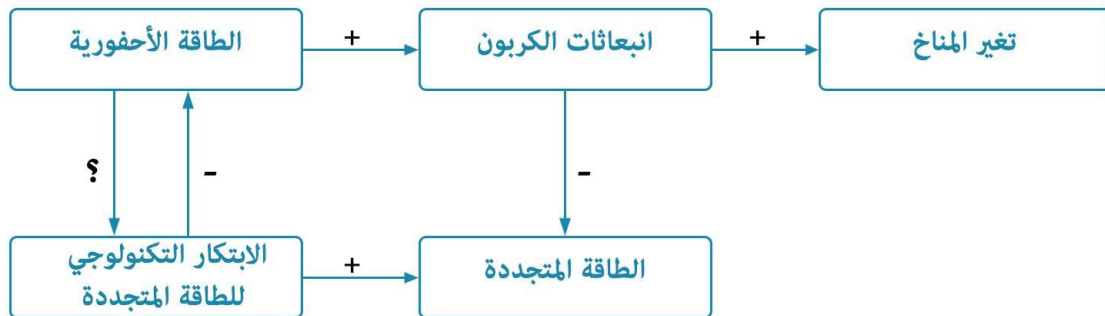 الطاقة الأحفورية
+
انبعاثات الكربون
+
تغير المناخ
؟
-
-
الابتكار التكنولوجي
للطاقة المتجددة
+
الطاقة المتجددة